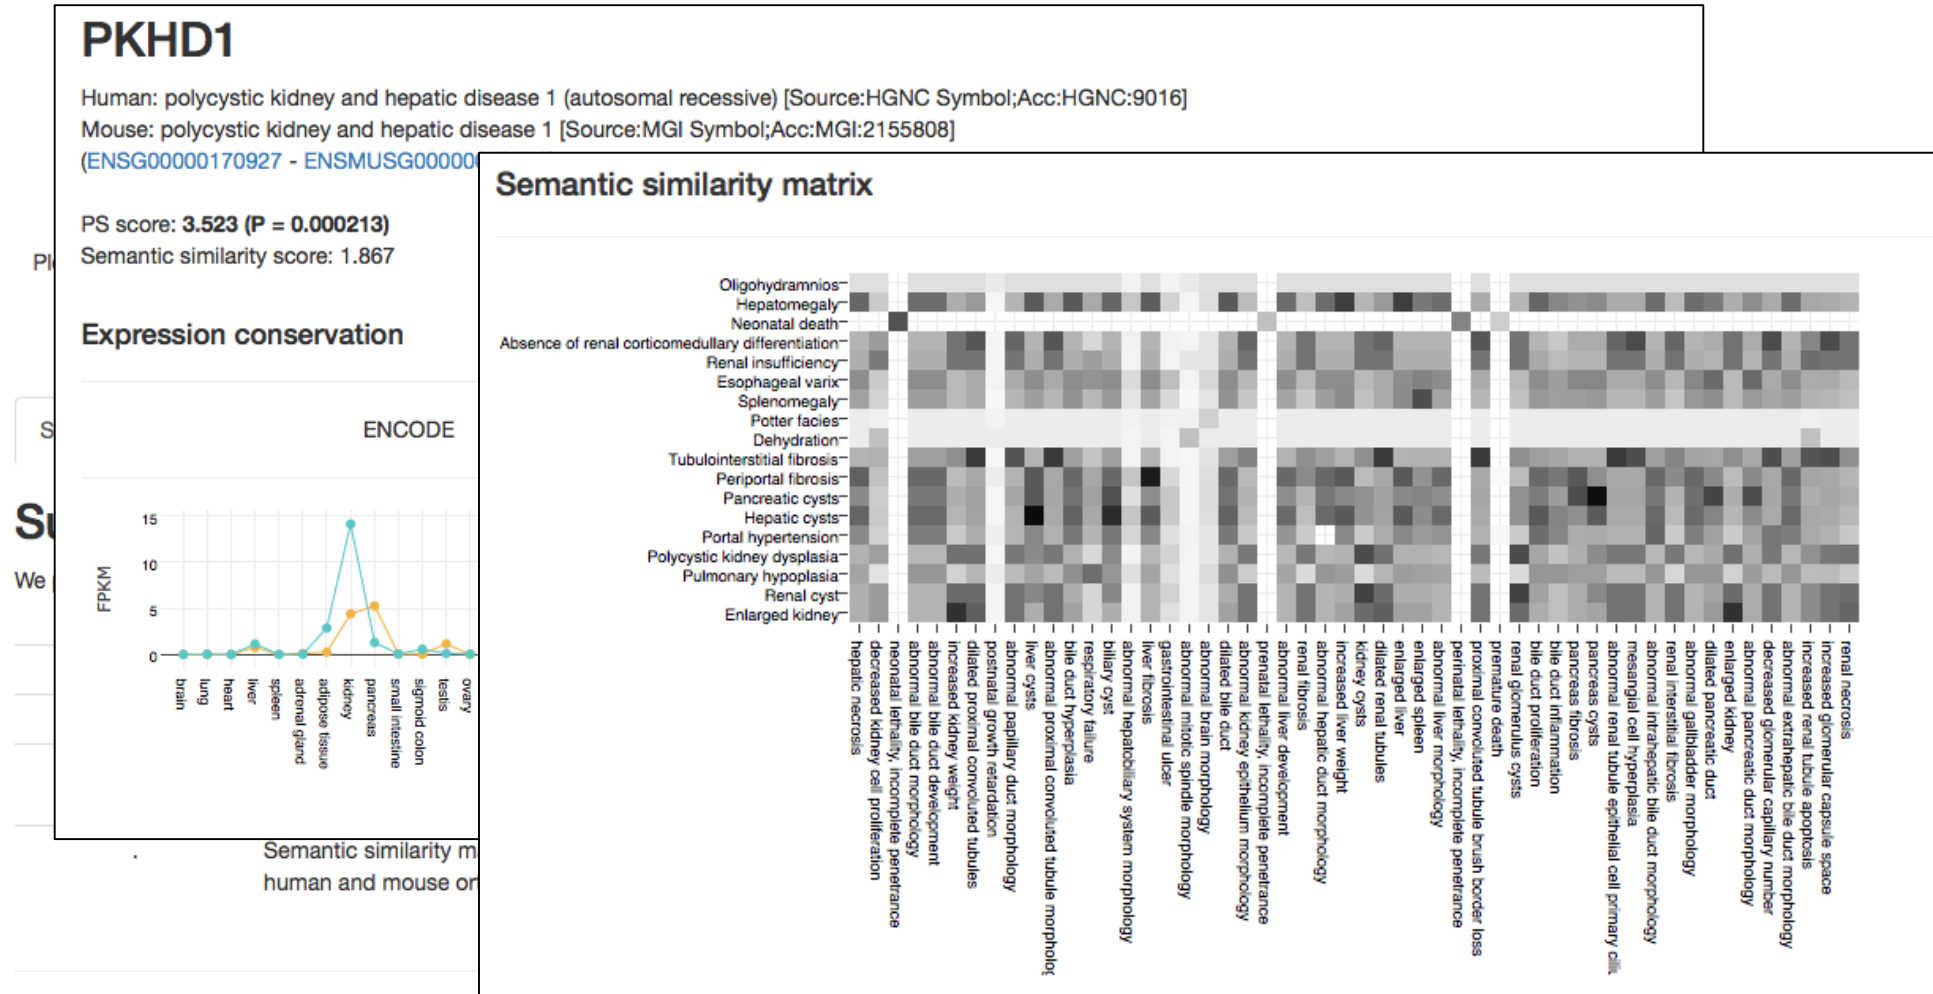 PKHD1
Human: polycystic kidney and hepatic disease 1 (autosomal recessive) [Source:HGNC Symbol;Acc:HGNC:9016]
Mouse: polycystic kidney and hepatic disease 1 [Source:MGI Symbol;Acc:MGI:2155808]
(ENSG00000170927 - ENSMUSG00000
PS score: 3.523 (P = 0.000213)
Semantic similarity score: 1.867
Expression conservation
ENCODE
FPKM
15
10
5
0
brain
lung
heart
liver
spleen
adrenal gland
adipose tissue
kidney
pancreas
small intestine
sigmoid colon
testis
ovary
Pl
S
Su
We
Semantic similarity m
human and mouse or
Semantic similarity matrix
Oligohydramnios
Hepatomegaly
Neonatal death
Absence of renal corticomedullary differentiation
Renal insufficiency
Esophageal varix
Splenomegaly
Potter facies
Dehydration
Tubulointerstitial fibrosis
Periportal fibrosis
Pancreatic cysts
Hepatic cysts
Portal hypertension
Polycystic kidney dysplasia
Pulmonary hypoplasia
Renal cyst
Enlarged kidney
hepatic necrosis
decreased kidney cell proliferation
neonatal lethality, incomplete penetrance
abnormal bile duct morphology
abnormal bile duct development
increased kidney weight
dilated proximal convoluted tubules
postnatal growth retardation
abnormal papillary duct morphology
liver cysts
abnormal proximal convoluted tubule morpholog
bile duct hyperplasia
respiratory failure
biliary cyst
abnormal hepatobiliary system morphology
liver fibrosis
gastrointestinal ulcer
abnormal mitotic spindle morphology
abnormal brain morphology
dilated bile duct
abnormal kidney epithelium morphology
prenatal lethality, incomplete penetrance
abnormal liver development
renal fibrosis
abnormal hepatic duct morphology
increased liver weight
kidney cysts
dilated renal tubules
enlarged liver
enlarged spleen
abnormal liver morphology
perinatal lethality, incomplete penetrance
proximal convoluted tubule brush border loss
premature death
renal glomerulus cysts
bile duct proliferation
bile duct inflammation
pancreas fibrosis
pancreas cysts
abnormal renal tubule epithelial cell primary ciliu
mesangial cell hyperplasia
abnormal intrahepatic bile duct morphology
renal interstitial fibrosis
abnormal gallbladder morphology
dilated pancreatic duct
enlarged kidney
abnormal pancreatic duct morphology
decreased glomerular capillary number
abnormal extrahepatic bile duct morphology
increased renal tubule apoptosis
increased glomerular capsule space
renal necrosis